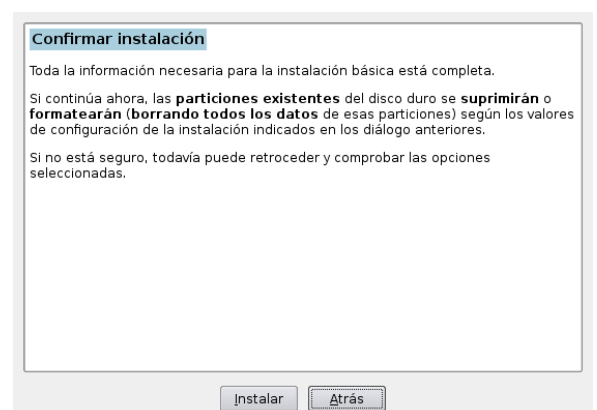 Confirmar instalación
Toda la información necesaria para la instalación básica está completa.
Si continúa ahora, las particiones existentes del disco duro se suprimirán o
formatearán (borrando todos los datos de esas particiones) según los valores
de configuración de la instalación indicados en los diálogo anteriores.
Si no está seguro, todavía puede retroceder y comprobar las opciones
seleccionadas.
Instalar
Atrás